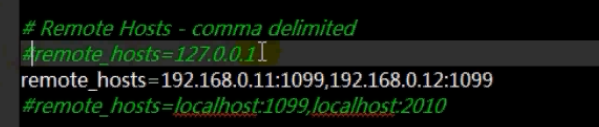 # Remote Hosts - comma delimited
#remote_hosts=127.0.0.1
remote_hosts=192.168.0.11:1099,192.168.0.12:1099
#remote_hosts=localhost:1099,localhost:2010